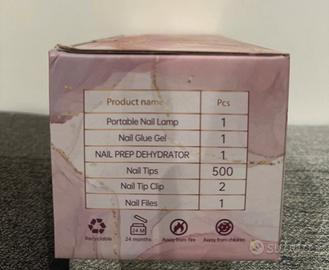 Product name Pcs
Portable Nail Lamp 1
Nail Glue Gel 1
NAIL PREP DEHYDRATOR 1
Nail Tips 500
Nail Tip Clip 2
Nail Files 1
24 M
Recyclable 24 months Away from fire Away from children